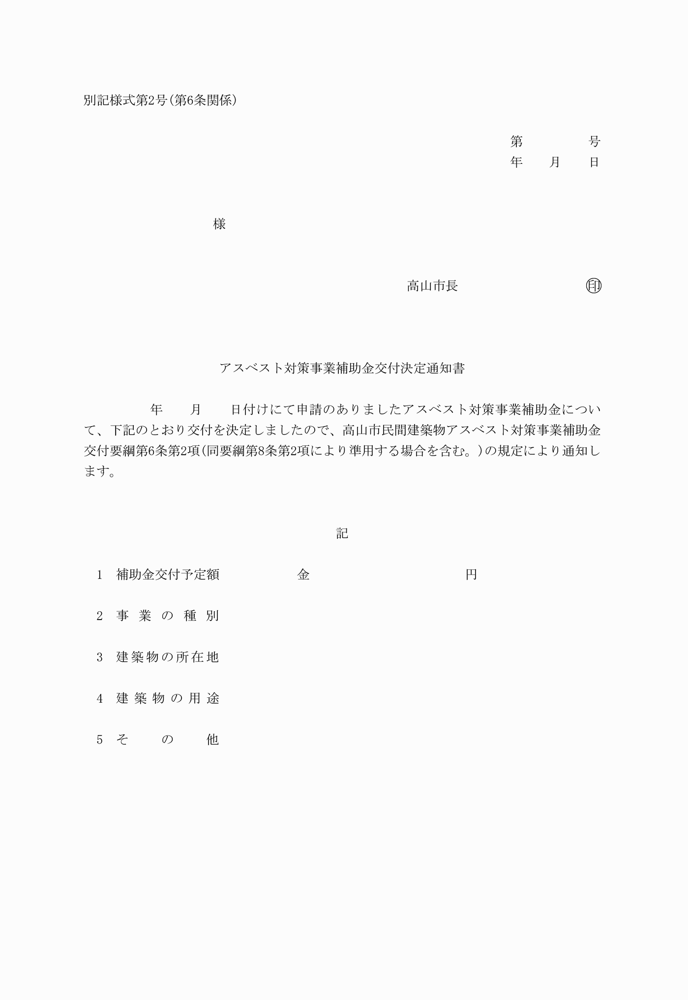 別記様式第2号(第6条関係)
第　　　　　号
年　　月　　日
様
高山市長　　　　　　　　　　㊞
アスベスト対策事業補助金交付決定通知書
年　　月　　日付けにて申請のありましたアスベスト対策事業補助金につい
て、下記のとおり交付を決定しましたので、高山市民間建築物アスベスト対策事業補助金
交付要綱第6条第2項(同要綱第8条第2項により準用する場合を含む。)の規定により通知し
ます。
記
1　補助金交付予定額　　　　　　金　　　　　　　　　　　　円
2　事業の種別
3　建築物の所在地
4　建築物の用途
5　その他